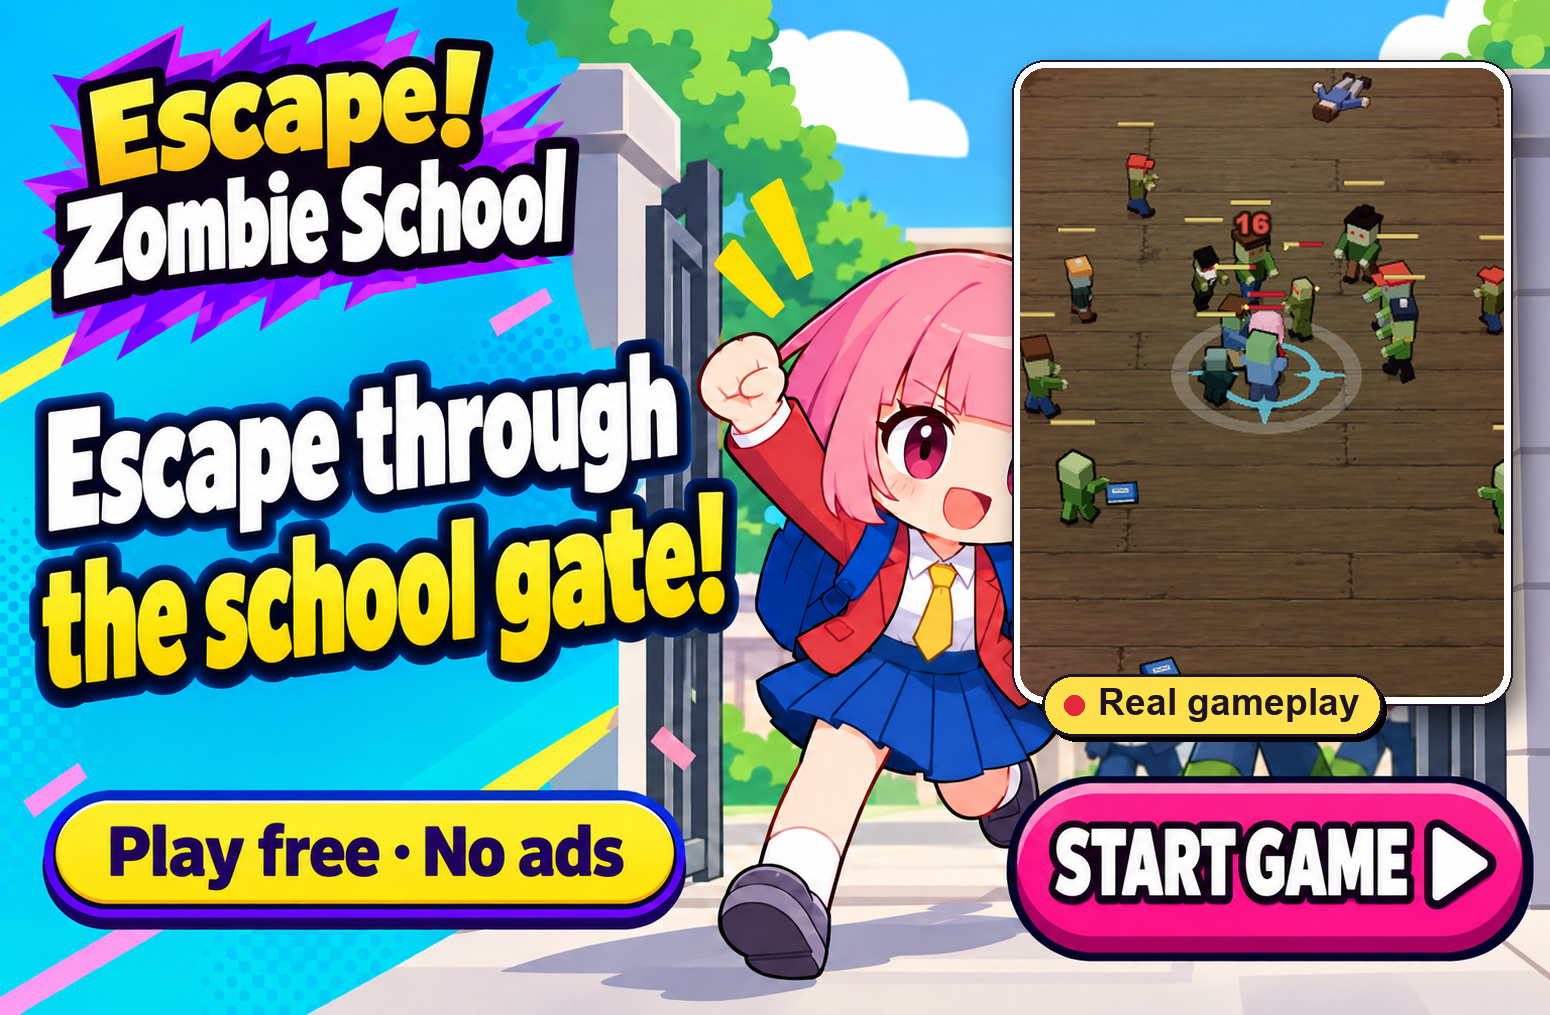 Escape!
Zombie School
Escape through
the school gate!
Play free · No ads
16
Real gameplay
START GAME